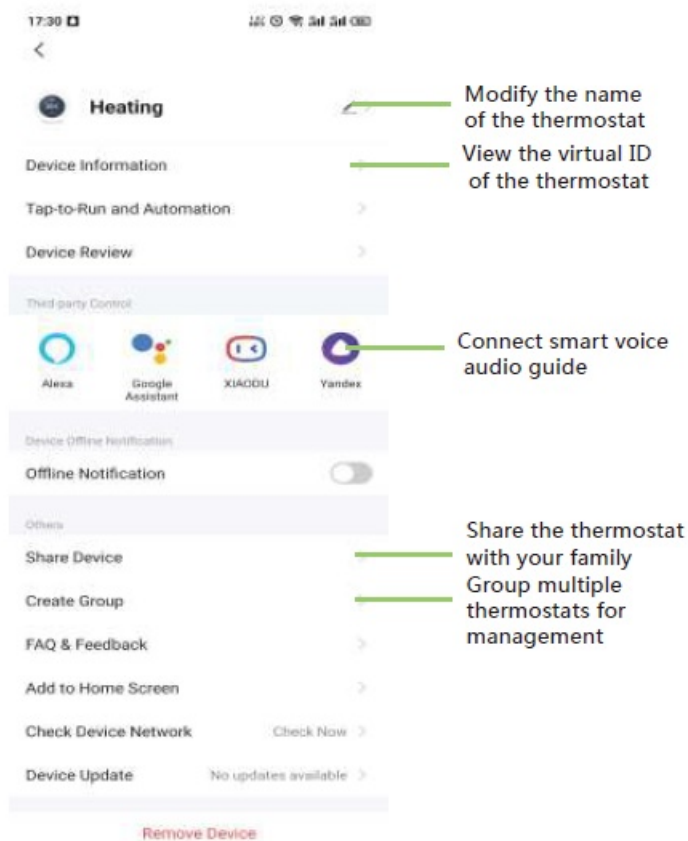 17:30
Heating
Modify the name
of the thermostat
Device Information
View the virtual ID
of the thermostat
Tap-to-Run and Automation
Device Review
Third-party Control
Alexa
Google
Assistant
XIAODU
Yandex
Connect smart voice
audio guide
Device Offline Notification
Offline Notification
Others
Share Device
Share the thermostat
with your family
Create Group
Group multiple
thermostats for
management
FAQ & Feedback
Add to Home Screen
Check Device Network Check Now
Device Update No updates available
Remove Device